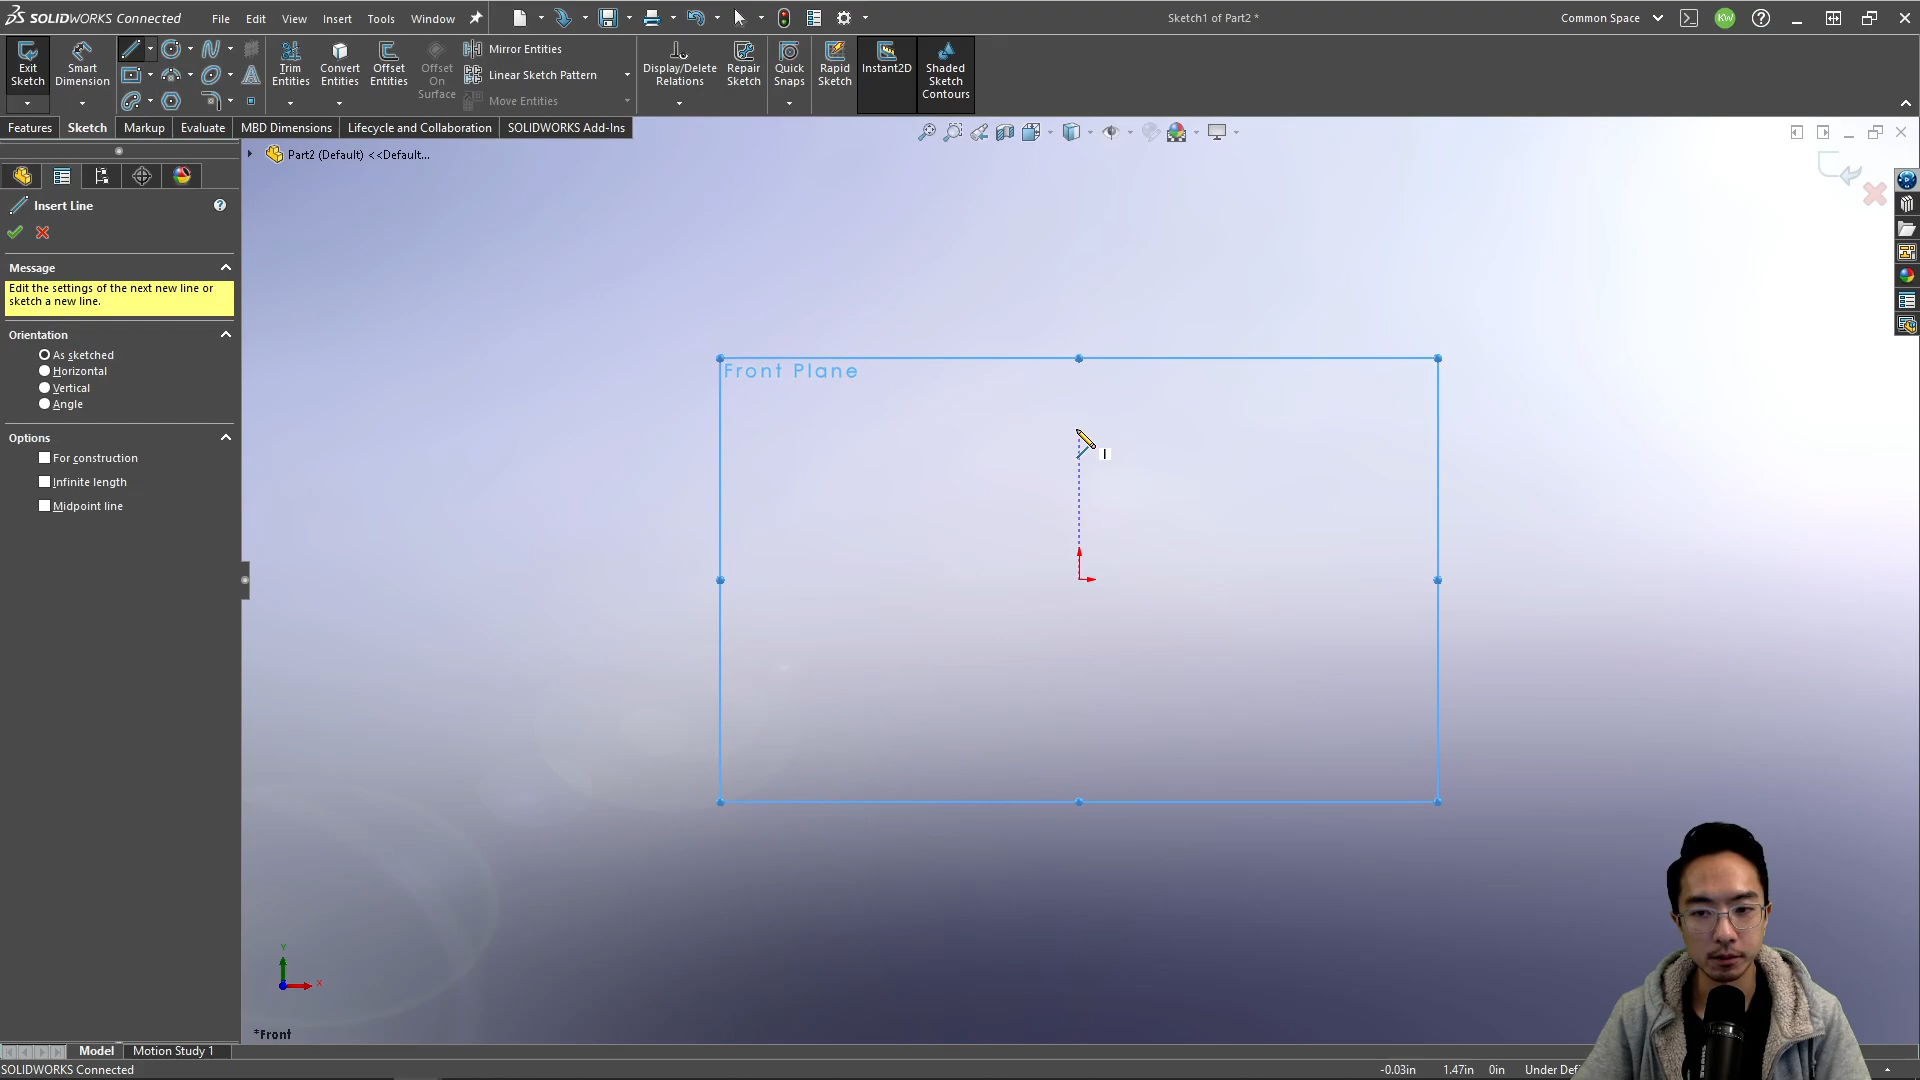 SOLIDWORKS Connected File Edit View Insert Tools Window Sketch1 of Part2 * Common Space KW
Exit Sketch
Smart Dimension
Trim Entities
Convert Entities
Offset Entities
Offset On Surface
Mirror Entities
Linear Sketch Pattern
Move Entities
Display/Delete Relations
Repair Sketch
Quick Snaps
Rapid Sketch
Instant2D
Shaded Sketch Contours
Features Sketch Markup Evaluate MBD Dimensions Lifecycle and Collaboration SOLIDWORKS Add-Ins
Part2 (Default) <<Default...
Insert Line
Message
Edit the settings of the next new line or
sketch a new line.
Orientation
As sketched
Horizontal
Vertical
Angle
Options
For construction
Infinite length
Midpoint line
Front Plane
Y
X
*Front
Model Motion Study 1
SOLIDWORKS Connected -0.03in 1.47in 0in Under Defi